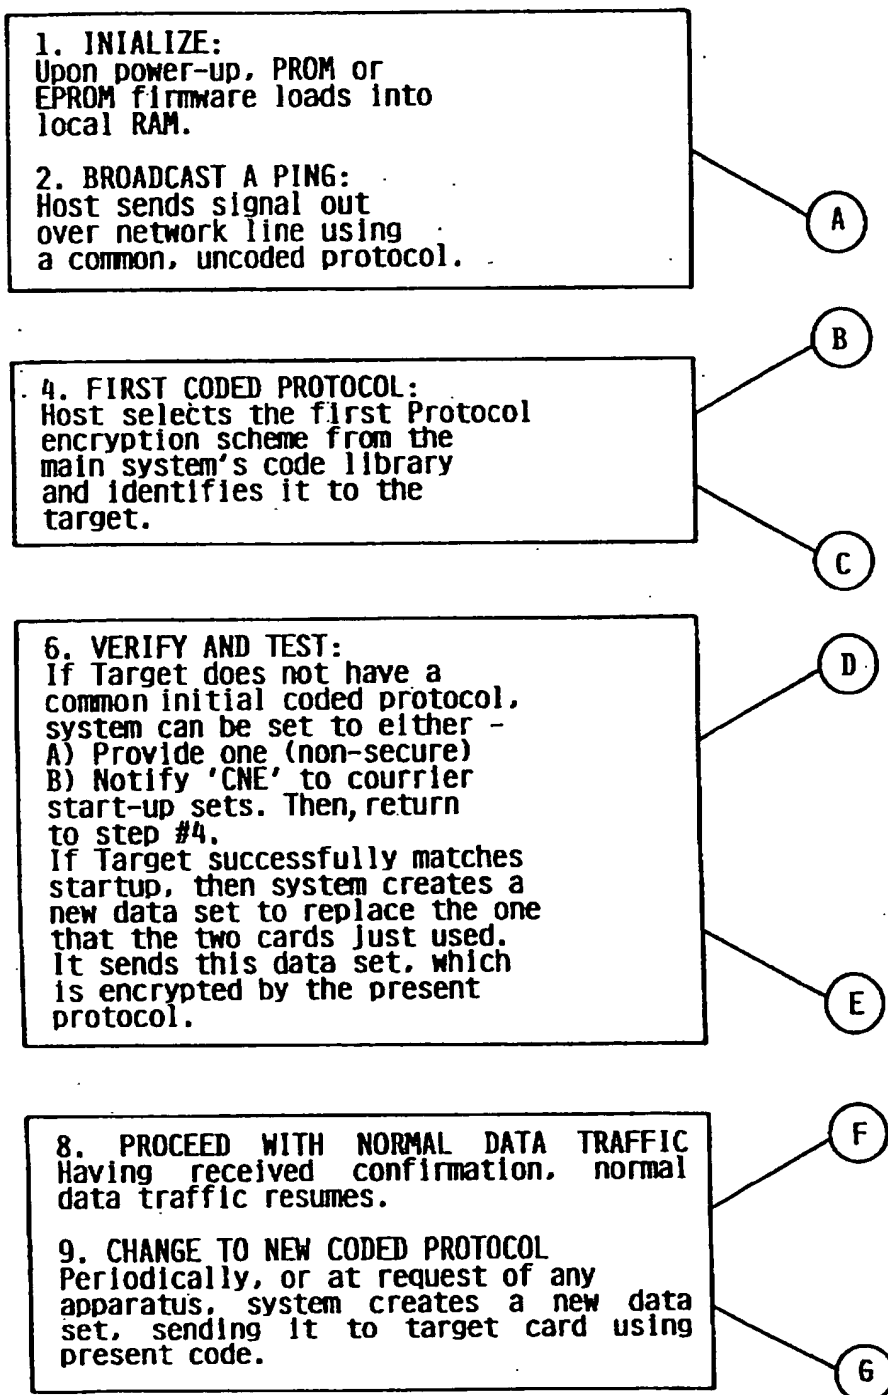 1. INIALIZE:
Upon power-up, PROM or
EPROM firmware loads into
local RAM.
2. BROADCAST A PING:
Host sends signal out
over network line using
a common, uncoded protocol.
A
B
4. FIRST CODED PROTOCOL:
Host selects the first Protocol
encryption scheme from the
main system's code library
and identifies it to the
target.
C
6. VERIFY AND TEST:
If Target does not have a
common initial coded protocol,
system can be set to either -
A) Provide one (non-secure)
B) Notify 'CNE' to courrier
start-up sets. Then, return
to step #4.
If Target successfully matches
startup, then system creates a
new data set to replace the one
that the two cards just used.
It sends this data set, which
is encrypted by the present
protocol.
D
E
8. PROCEED WITH NORMAL DATA TRAFFIC
Having received confirmation, normal
data traffic resumes.
9. CHANGE TO NEW CODED PROTOCOL
Periodically, or at request of any
apparatus, system creates a new data
set, sending it to target card using
present code.
F
G